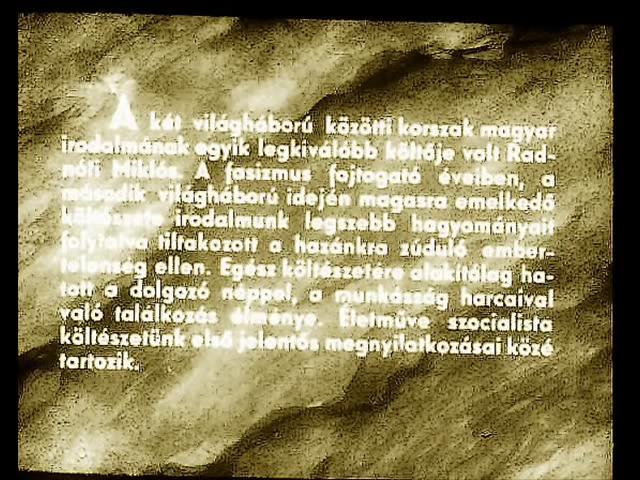 A két világháború közötti korszak magyar
irodalmának egyik legkiválóbb költője volt Rad-
nóti Miklós. A fasizmus fojtogató éveiben, a
második világháború idején magasra emelkedő
költészete irodalmunk legszebb hagyományait
folytatva tiltakozott a hazánkra zúduló ember-
telenség ellen. Egész költészetére alakítólag ha-
tott a dolgozó néppel, a munkásság harcaival
való találkozás élménye. Életműve szocialista
költészetünk első jelentős megnyilatkozásai közé
tartozik.